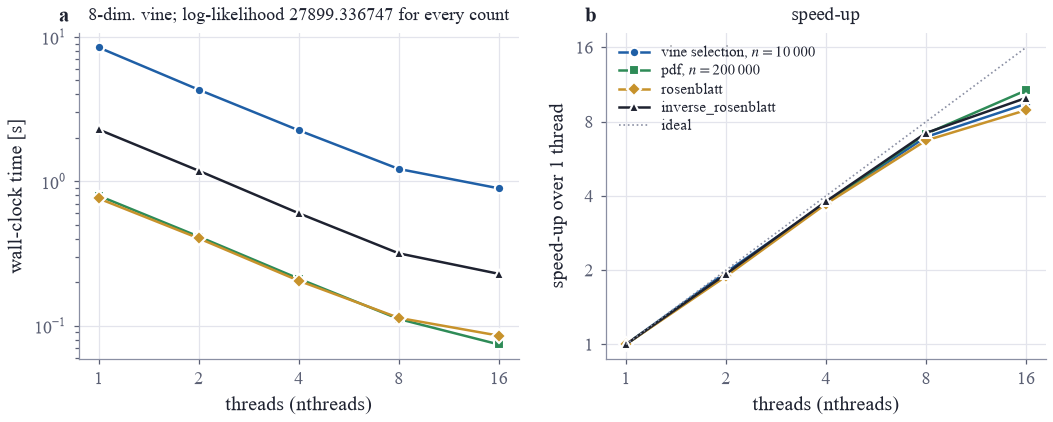 a 8-dim. vine; log-likelihood 27899.336747 for every count
wall-clock time [s]
10¹
10⁰
10⁻¹
1 2 4 8 16
threads (nthreads)
b speed-up
speed-up over 1 thread
16
8
4
2
1
vine selection, n = 10 000
pdf, n = 200 000
rosenblatt
inverse_rosenblatt
ideal
1 2 4 8 16
threads (nthreads)